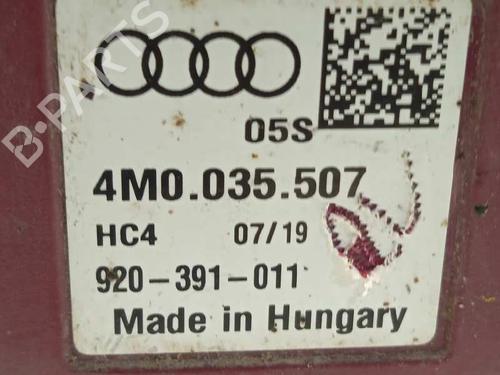 B-PARTS
05S
4M0.035.507
HC4 07/19
920-391-011
Made in Hungary